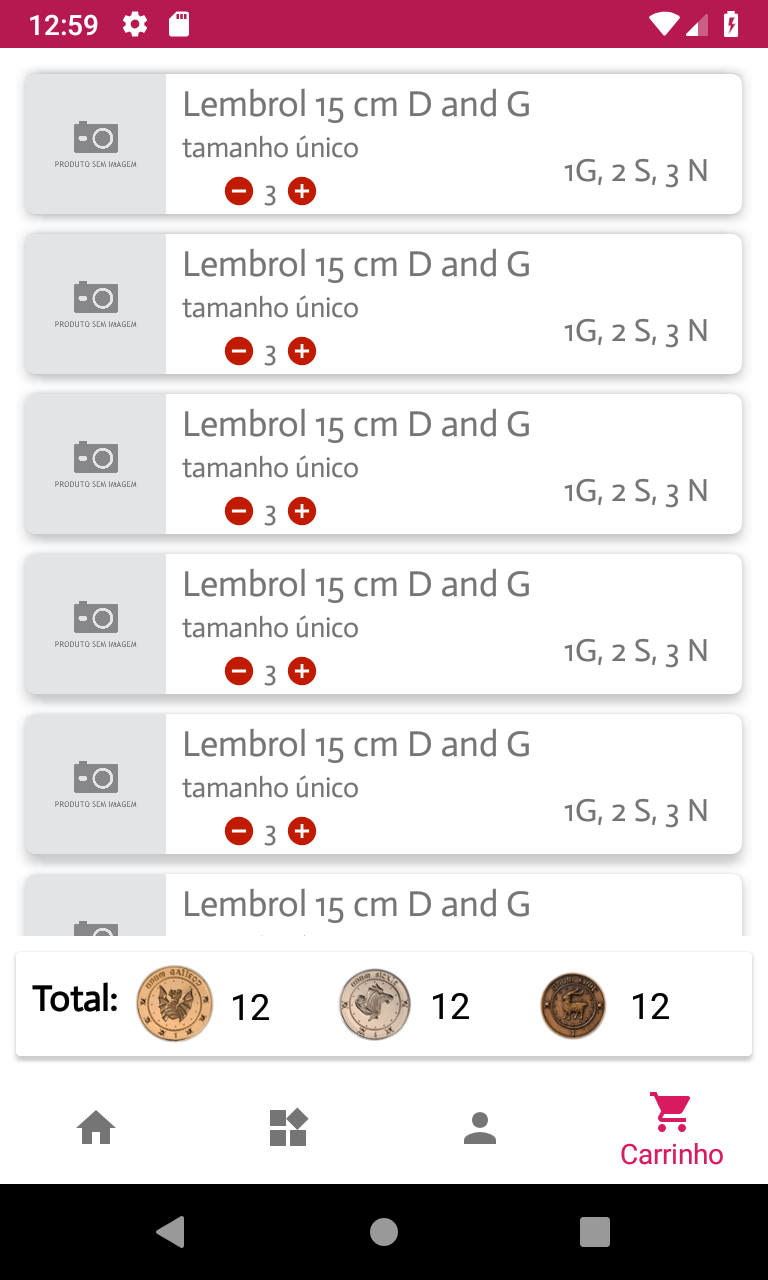 12:59
Lembrol 15 cm D and G
tamanho único
PRODUTO SEM IMAGEM
1G, 2 S, 3 N
3
Lembrol 15 cm D and G
tamanho único
PRODUTO SEM IMAGEM
1G, 2 S, 3 N
3
Lembrol 15 cm D and G
tamanho único
PRODUTO SEM IMAGEM
1G, 2 S, 3 N
3
Lembrol 15 cm D and G
tamanho único
PRODUTO SEM IMAGEM
1G, 2 S, 3 N
3
Lembrol 15 cm D and G
tamanho único
PRODUTO SEM IMAGEM
1G, 2 S, 3 N
3
Lembrol 15 cm D and G
Total: 12 12 12
Carrinho